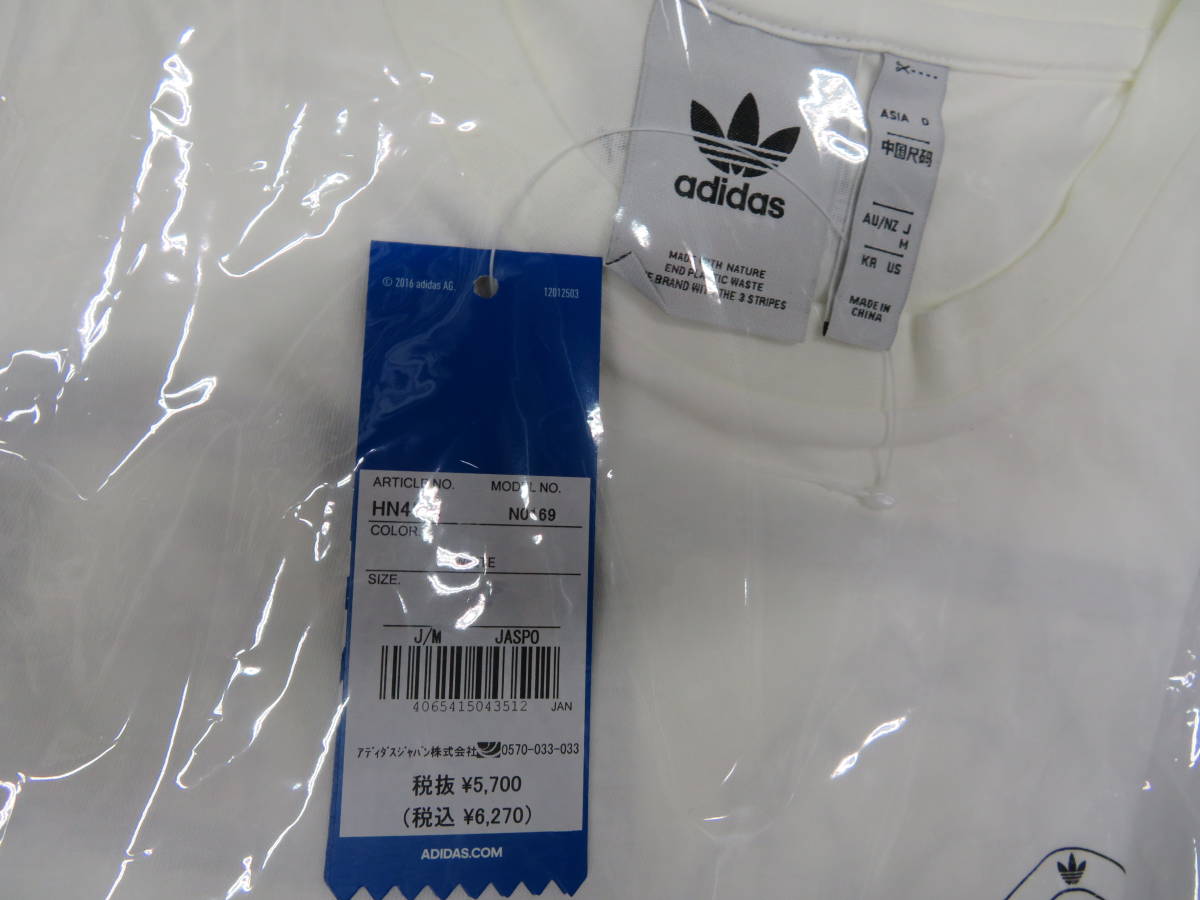 adidas
MADE WITH NATURE
END PLASTIC WASTE
BRAND WITH THE 3 STRIPES
ASIA D
中国尺码
AU/NZ J
M
KR US
MADE IN
CHINA
© 2016 adidas AG.
12012503
ARTICLE NO. MODEL NO.
N0169
COLOR.
SIZE.
J/M JASPO
4065415043512 JAN
アディダスジャパン株式会社 0570-033-033
税抜 ¥5,700
(税込 ¥6,270)
ADIDAS.COM